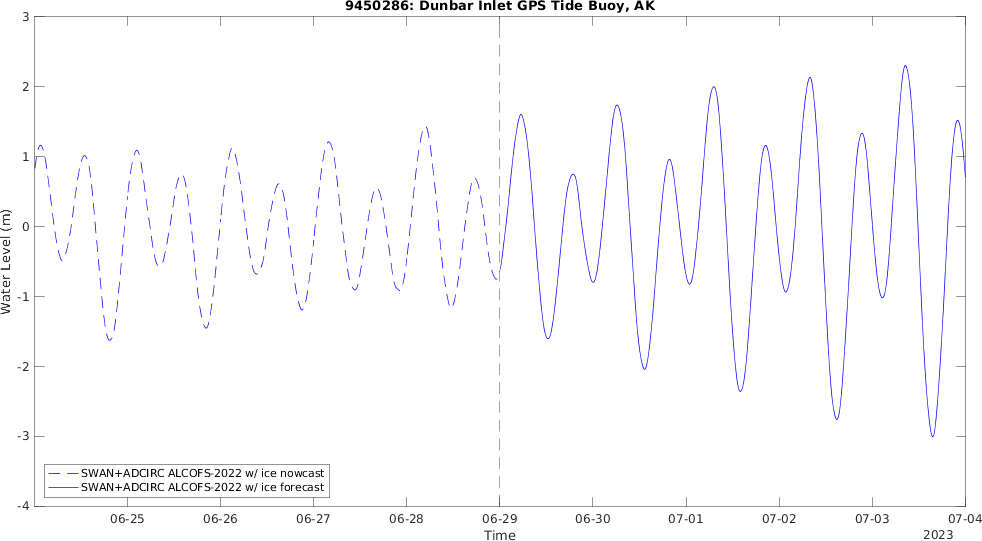 9450286: Dunbar Inlet GPS Tide Buoy, AK
3
2
1
0
-1
-2
-3
-4
Water Level (m)
SWAN+ADCIRC ALCOFS-2022 w/ ice nowcast
SWAN+ADCIRC ALCOFS-2022 w/ ice forecast
06-25 06-26 06-27 06-28 06-29 06-30 07-01 07-02 07-03 07-04
Time
2023